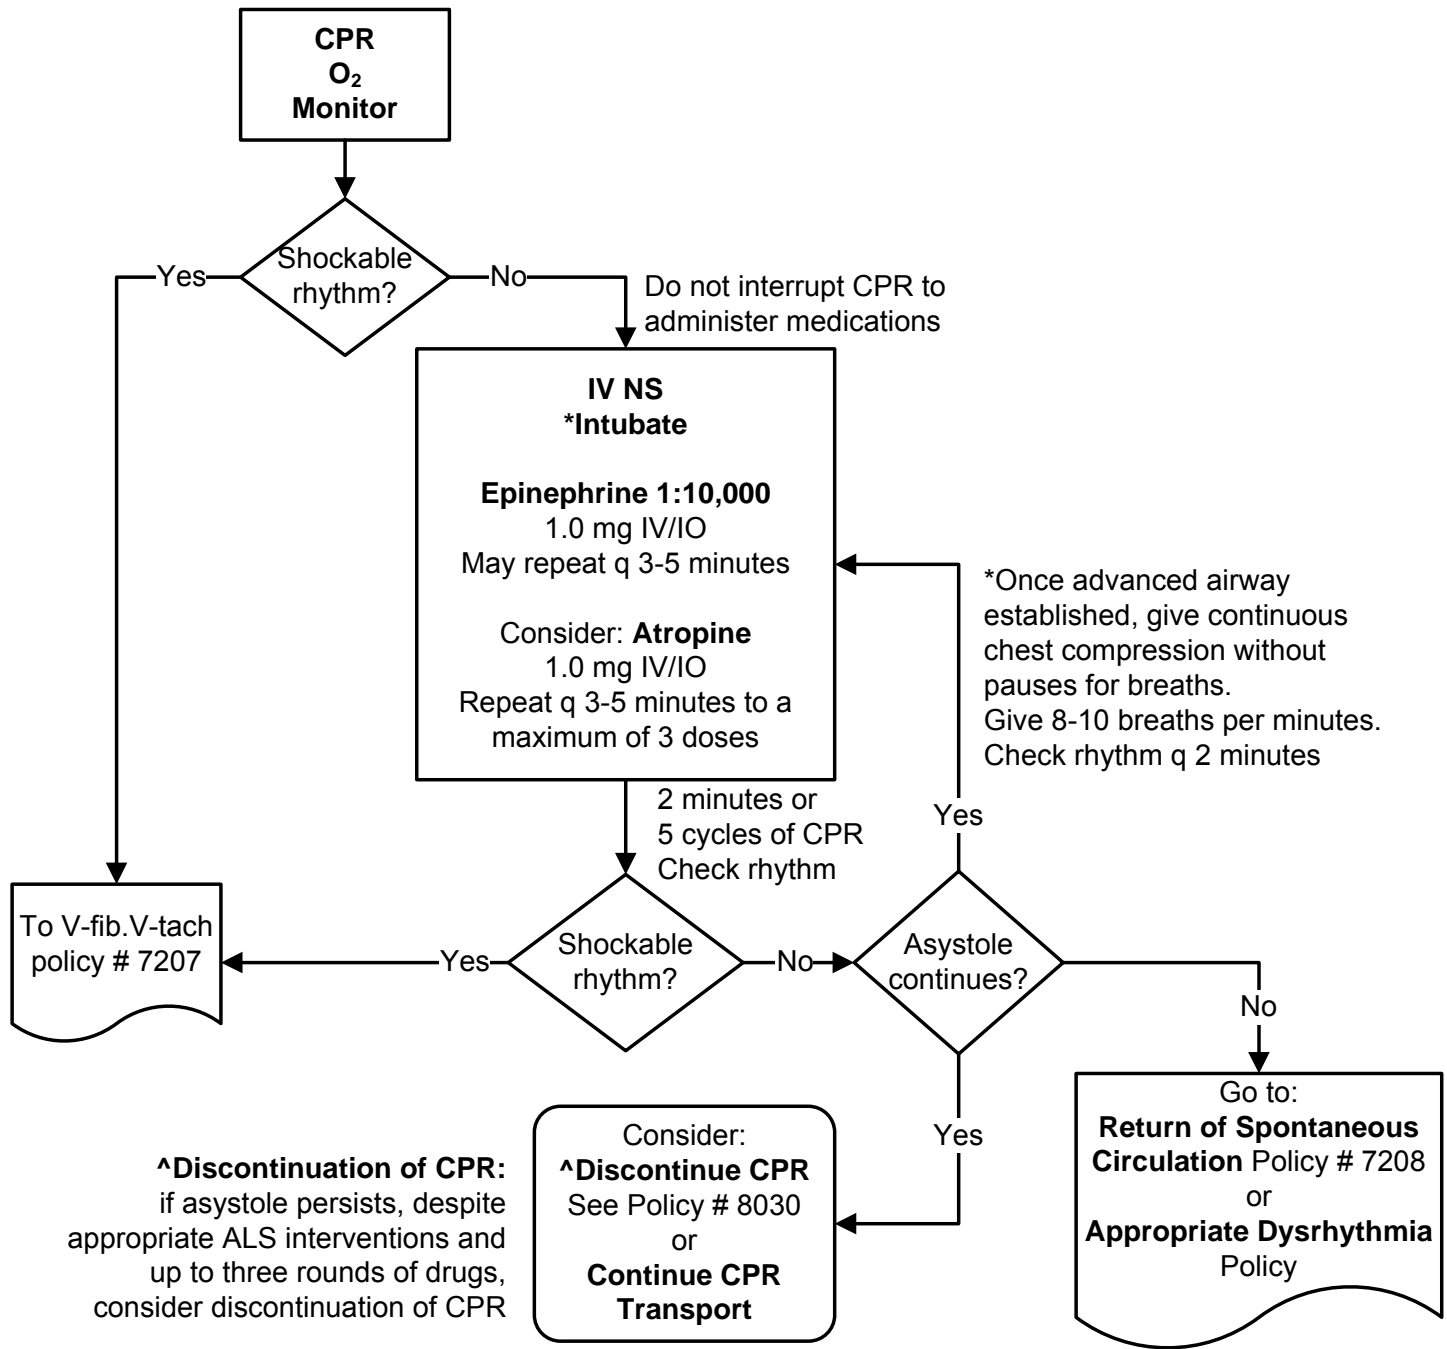 CPR
O₂
Monitor
Shockable
rhythm?
Yes
No
Do not interrupt CPR to
administer medications
IV NS
*Intubate
Epinephrine 1:10,000
1.0 mg IV/IO
May repeat q 3-5 minutes
Consider: Atropine
1.0 mg IV/IO
Repeat q 3-5 minutes to a
maximum of 3 doses
*Once advanced airway
established, give continuous
chest compression without
pauses for breaths.
Give 8-10 breaths per minutes.
Check rhythm q 2 minutes
2 minutes or
5 cycles of CPR
Check rhythm
Yes
To V-fib.V-tach
policy # 7207
Yes
Shockable
rhythm?
No
Asystole
continues?
No
Yes
^Discontinuation of CPR:
if asystole persists, despite
appropriate ALS interventions and
up to three rounds of drugs,
consider discontinuation of CPR
Consider:
^Discontinue CPR
See Policy # 8030
or
Continue CPR
Transport
Go to:
Return of Spontaneous
Circulation Policy # 7208
or
Appropriate Dysrhythmia
Policy